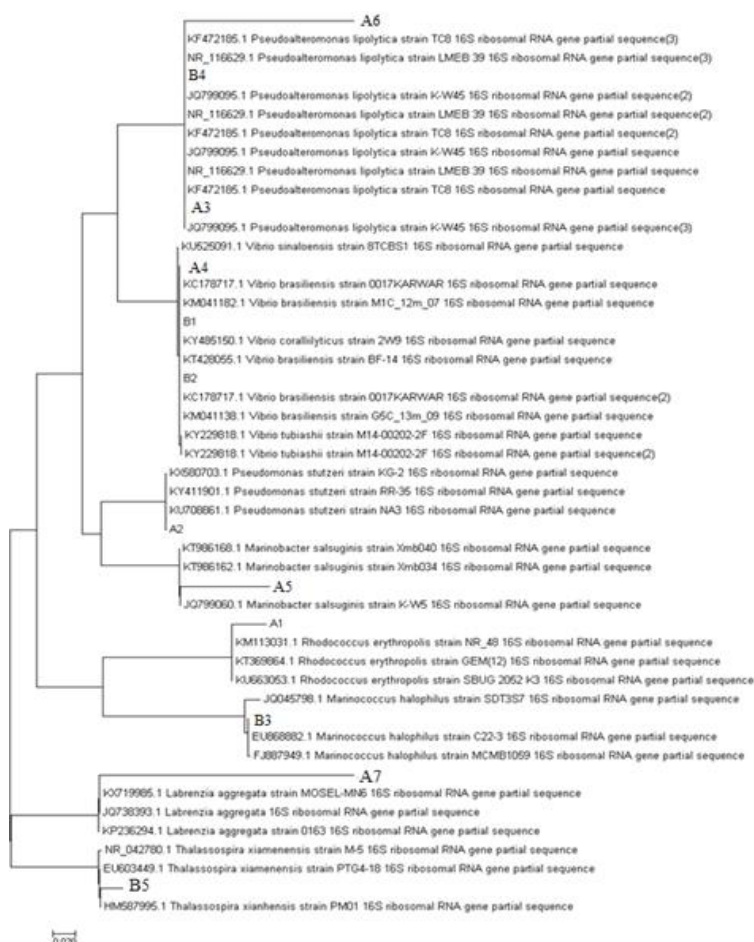 A6
KF472185.1 Pseudoalteromonas lipolytica strain TC8 16S ribosomal RNA gene partial sequence(3)
NR_116629.1 Pseudoalteromonas lipolytica strain LMEB 39 16S ribosomal RNA gene partial sequence(3)
B4
JQ799095.1 Pseudoalteromonas lipolytica strain K-W45 16S ribosomal RNA gene partial sequence(2)
NR_116629.1 Pseudoalteromonas lipolytica strain LMEB 39 16S ribosomal RNA gene partial sequence(2)
KF472185.1 Pseudoalteromonas lipolytica strain TC8 16S ribosomal RNA gene partial sequence(2)
JQ799095.1 Pseudoalteromonas lipolytica strain K-W45 16S ribosomal RNA gene partial sequence
NR_116629.1 Pseudoalteromonas lipolytica strain LMEB 39 16S ribosomal RNA gene partial sequence
KF472185.1 Pseudoalteromonas lipolytica strain TC8 16S ribosomal RNA gene partial sequence
A3
JQ799095.1 Pseudoalteromonas lipolytica strain K-W45 16S ribosomal RNA gene partial sequence(3)
KU525091.1 Vibrio sinaloensis strain 8TCBS1 16S ribosomal RNA gene partial sequence
A4
KC178717.1 Vibrio brasiliensis strain 0017KARWAR 16S ribosomal RNA gene partial sequence
KM041182.1 Vibrio brasiliensis strain M1C_12m_07 16S ribosomal RNA gene partial sequence
B1
KY485150.1 Vibrio coralliilyticus strain 2W9 16S ribosomal RNA gene partial sequence
KT428055.1 Vibrio brasiliensis strain BF-14 16S ribosomal RNA gene partial sequence
B2
KC178717.1 Vibrio brasiliensis strain 0017KARWAR 16S ribosomal RNA gene partial sequence(2)
KM041138.1 Vibrio brasiliensis strain G5C_13m_09 16S ribosomal RNA gene partial sequence
KY229818.1 Vibrio tubiashii strain M14-00202-2F 16S ribosomal RNA gene partial sequence
KY229818.1 Vibrio tubiashii strain M14-00202-2F 16S ribosomal RNA gene partial sequence(2)
KX580703.1 Pseudomonas stutzeri strain KG-2 16S ribosomal RNA gene partial sequence
KY411901.1 Pseudomonas stutzeri strain RR-35 16S ribosomal RNA gene partial sequence
KU708861.1 Pseudomonas stutzeri strain NA3 16S ribosomal RNA gene partial sequence
A2
KT986168.1 Marinobacter salsuginis strain Xmb040 16S ribosomal RNA gene partial sequence
KT986162.1 Marinobacter salsuginis strain Xmb034 16S ribosomal RNA gene partial sequence
A5
JQ799060.1 Marinobacter salsuginis strain K-W5 16S ribosomal RNA gene partial sequence
A1
KM113031.1 Rhodococcus erythropolis strain NR_48 16S ribosomal RNA gene partial sequence
KT369864.1 Rhodococcus erythropolis strain GEM(12) 16S ribosomal RNA gene partial sequence
KU663053.1 Rhodococcus erythropolis strain SBUG 2052 K3 16S ribosomal RNA gene partial sequence
JQ045798.1 Marinococcus halophilus strain SDT3S7 16S ribosomal RNA gene partial sequence
B3
EU868882.1 Marinococcus halophilus strain C22-3 16S ribosomal RNA gene partial sequence
FJ887949.1 Marinococcus halophilus strain MCMB1059 16S ribosomal RNA gene partial sequence
A7
KX719985.1 Labrenzia aggregata strain MOSEL-MN6 16S ribosomal RNA gene partial sequence
JQ738393.1 Labrenzia aggregata 16S ribosomal RNA gene partial sequence
KP236294.1 Labrenzia aggregata strain 0163 16S ribosomal RNA gene partial sequence
NR_042780.1 Thalassospira xiamenensis strain M-5 16S ribosomal RNA gene partial sequence
EU603449.1 Thalassospira xiamenensis strain PTG4-18 16S ribosomal RNA gene partial sequence
B5
HM587995.1 Thalassospira xianhensis strain PM01 16S ribosomal RNA gene partial sequence